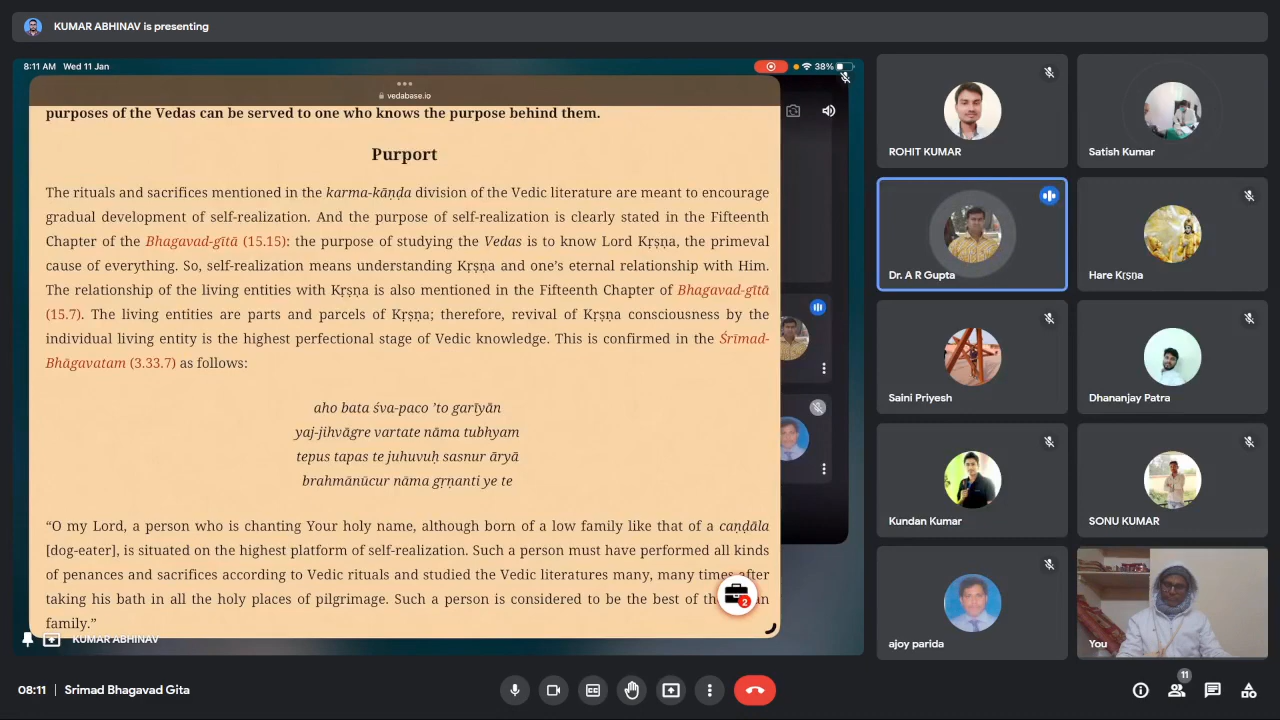 KUMAR ABHINAV is presenting
8:11 AM Wed 11 Jan
38%
vedabase.io
purposes of the Vedas can be served to one who knows the purpose behind them.
Purport
The rituals and sacrifices mentioned in the karma-kāṇḍa division of the Vedic literature are meant to encourage
gradual development of self-realization. And the purpose of self-realization is clearly stated in the Fifteenth
Chapter of the Bhagavad-gītā (15.15): the purpose of studying the Vedas is to know Lord Kṛṣṇa, the primeval
cause of everything. So, self-realization means understanding Kṛṣṇa and one’s eternal relationship with Him.
The relationship of the living entities with Kṛṣṇa is also mentioned in the Fifteenth Chapter of Bhagavad-gītā
(15.7). The living entities are parts and parcels of Kṛṣṇa; therefore, revival of Kṛṣṇa consciousness by the
individual living entity is the highest perfectional stage of Vedic knowledge. This is confirmed in the Śrīmad-
Bhāgavatam (3.33.7) as follows:
aho bata śva-paco ’to garīyān
yaj-jihvāgre vartate nāma tubhyam
tepus tapas te juhuvuḥ sasnur āryā
brahmānūcur nāma gṛṇanti ye te
“O my Lord, a person who is chanting Your holy name, although born of a low family like that of a caṇḍāla
[dog-eater], is situated on the highest platform of self-realization. Such a person must have performed all kinds
of penances and sacrifices according to Vedic rituals and studied the Vedic literatures many, many times after
taking his bath in all the holy places of pilgrimage. Such a person is considered to be the best of
family.”
2
KUMAR ABHINAV
ROHIT KUMAR
Satish Kumar
Dr. A R Gupta
Hare Kṛṣṇa
Saini Priyesh
Dhananjay Patra
Kundan Kumar
SONU KUMAR
ajoy parida
You
08:11 | Srimad Bhagavad Gita
11